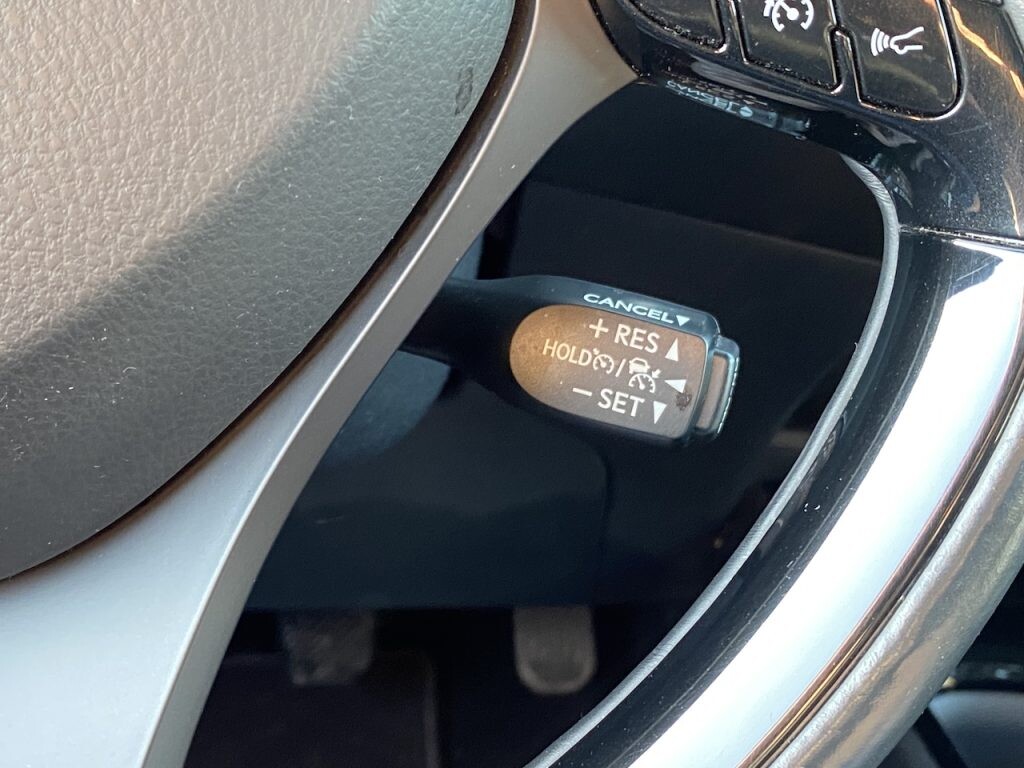 CANCEL▼
+ RES ▲
HOLD / ◄
− SET ▼